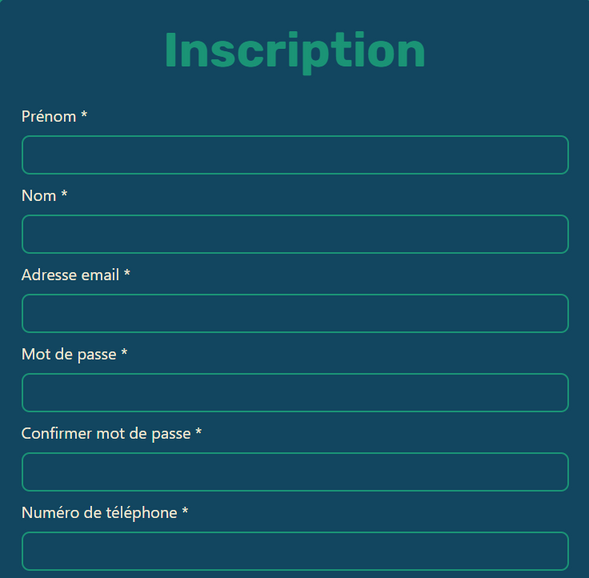 Inscription
Prénom *
Nom *
Adresse email *
Mot de passe *
Confirmer mot de passe *
Numéro de téléphone *